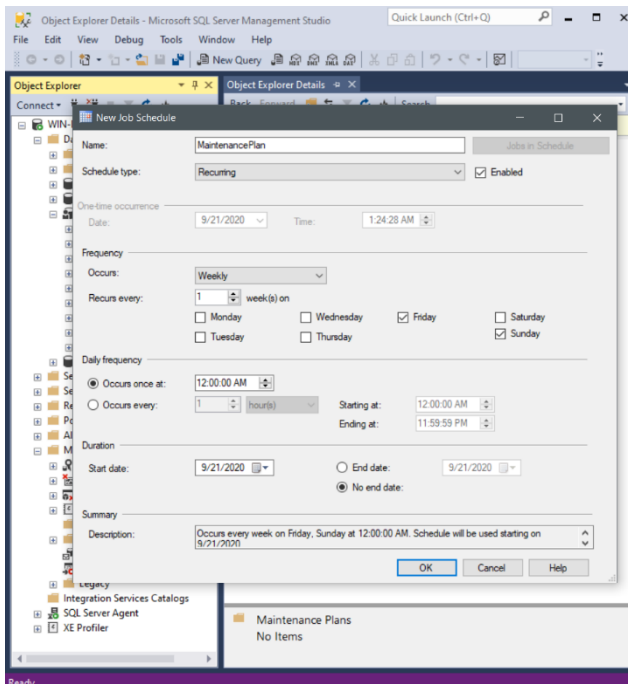 Object Explorer Details - Microsoft SQL Server Management Studio
Quick Launch (Ctrl+Q)
File Edit View Debug Tools Window Help
New Query
Object Explorer
Object Explorer Details
Connect
WIN-
New Job Schedule
Name: MaintenancePlan Jobs in Schedule
Schedule type: Recurring Enabled
One-time occurrence
Date: 9/21/2020 Time: 1:24:28 AM
Frequency
Occurs: Weekly
Recurs every: 1 week(s) on
Monday Wednesday Friday Saturday
Tuesday Thursday Sunday
Daily frequency
Occurs once at: 12:00:00 AM
Occurs every: 1 hour(s) Starting at: 12:00:00 AM
Ending at: 11:59:59 PM
Duration
Start date: 9/21/2020 End date: 9/21/2020
No end date:
Summary
Description: Occurs every week on Friday, Sunday at 12:00:00 AM. Schedule will be used starting on
9/21/2020
OK Cancel Help
Legacy
Integration Services Catalogs
SQL Server Agent
XE Profiler
Maintenance Plans
No Items
Ready